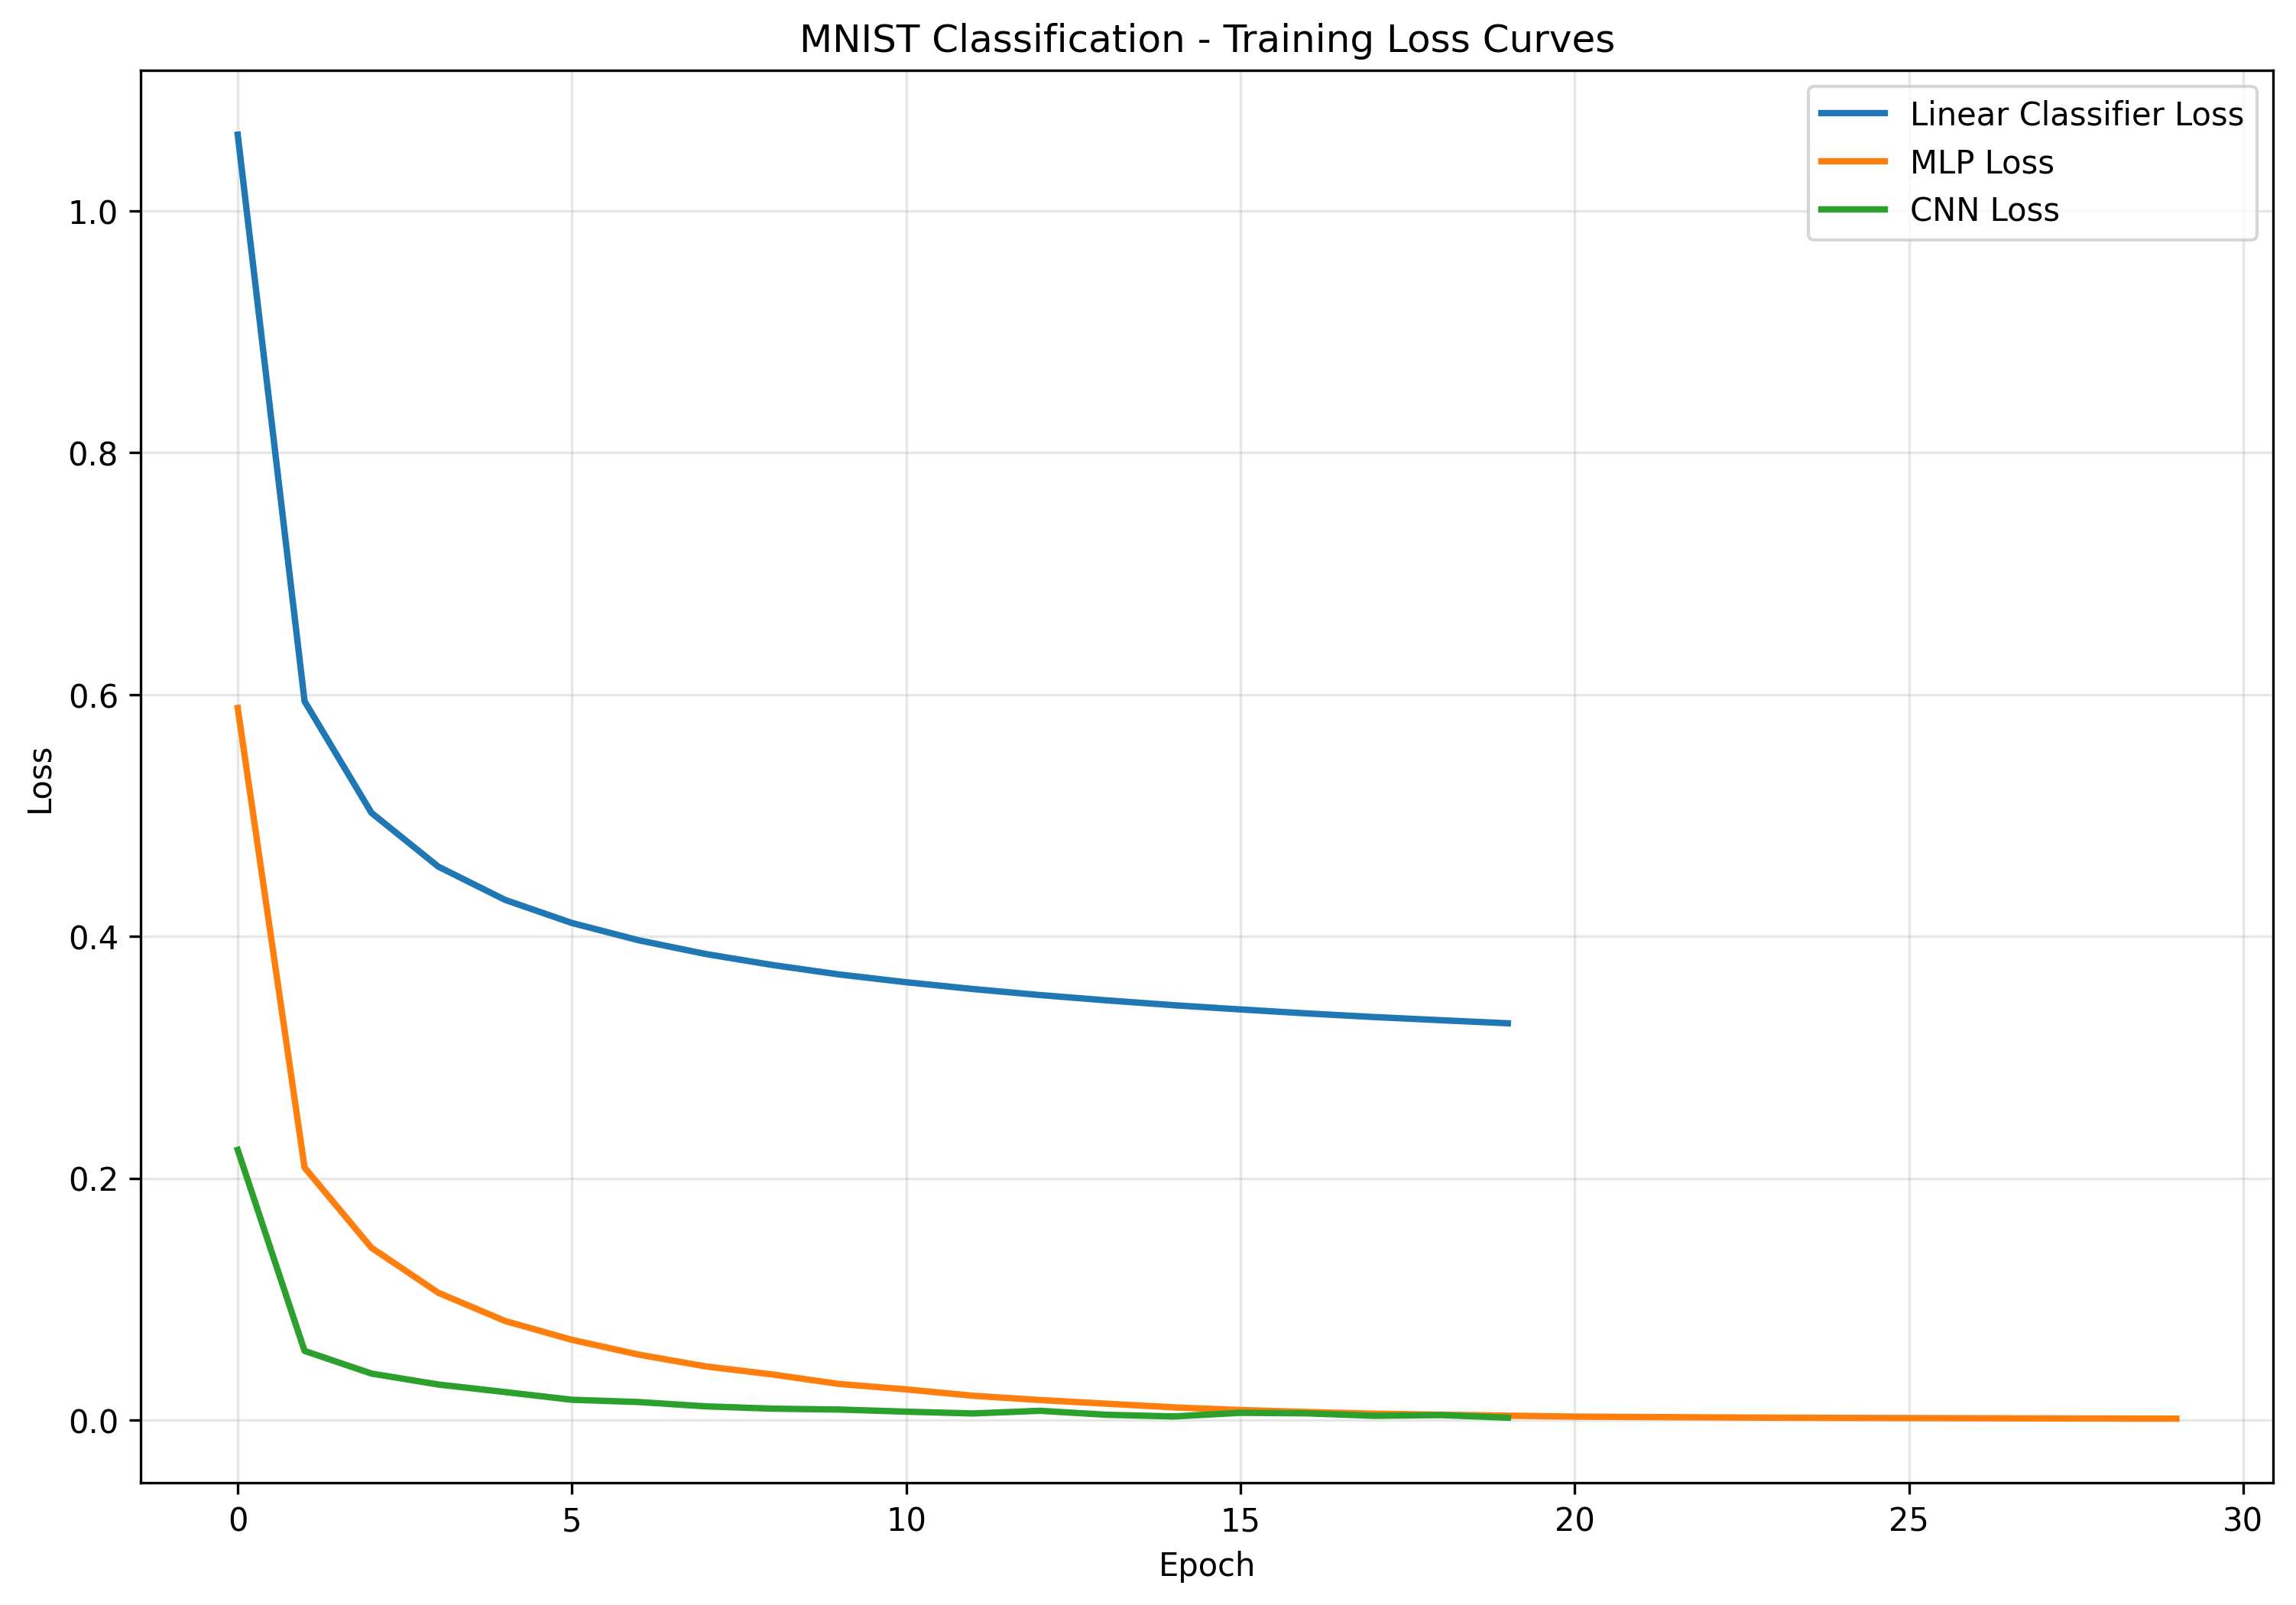 MNIST Classification - Training Loss Curves
Linear Classifier Loss
MLP Loss
CNN Loss
1.0
0.8
0.6
0.4
0.2
0.0
Loss
0 5 10 15 20 25 30
Epoch